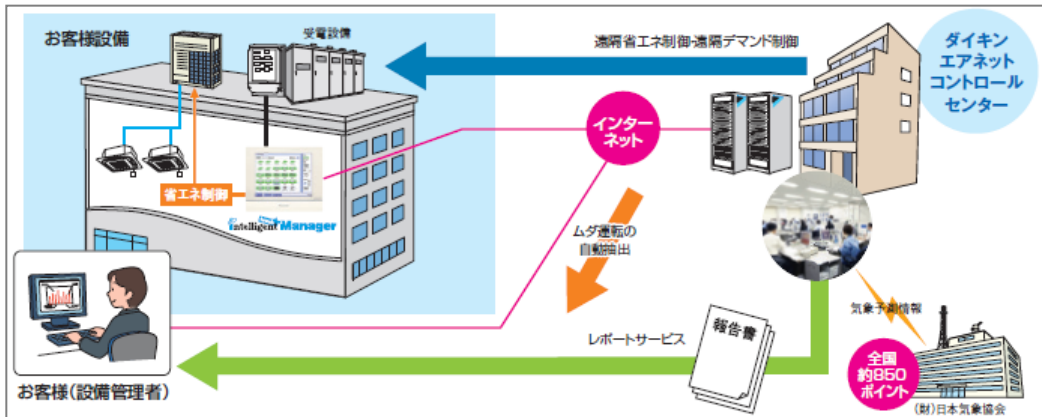 お客様設備
受電設備
遠隔省エネ制御・遠隔デマンド制御
ダイキン
エアネット
コントロール
センター
インター
ネット
省エネ制御
intelligent Manager
ムダ運転の
自動抽出
気象予測情報
レポートサービス
報告書
全国
約850
ポイント
お客様(設備管理者)
(財)日本気象協会